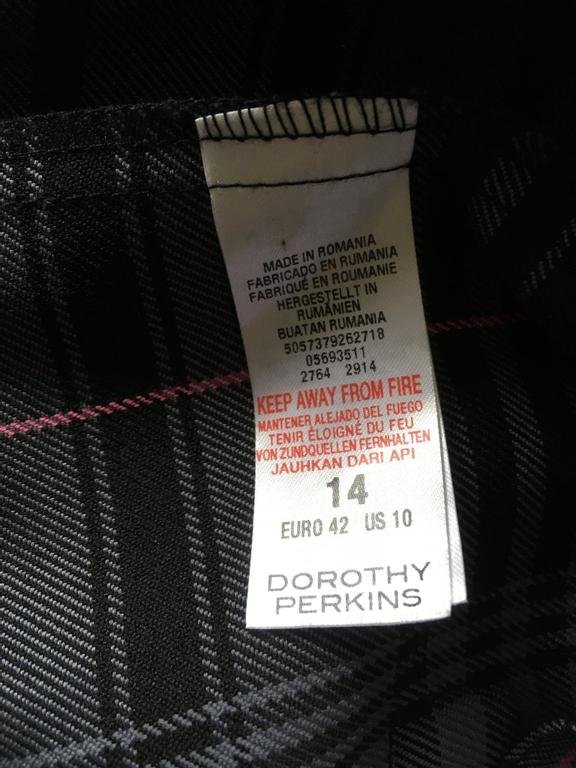 MADE IN ROMANIA
FABRICADO EN RUMANIA
FABRIQUÉ EN ROUMANIE
HERGESTELLT IN
RUMÄNIEN
BUATAN RUMANIA
5057379262718
05693511
2764 2914
KEEP AWAY FROM FIRE
MANTENER ALEJADO DEL FUEGO
TENIR ÉLOIGNÉ DU FEU
VON ZUNDQUELLEN FERNHALTEN
JAUHKAN DARI API
14
EURO 42 US 10
DOROTHY
PERKINS